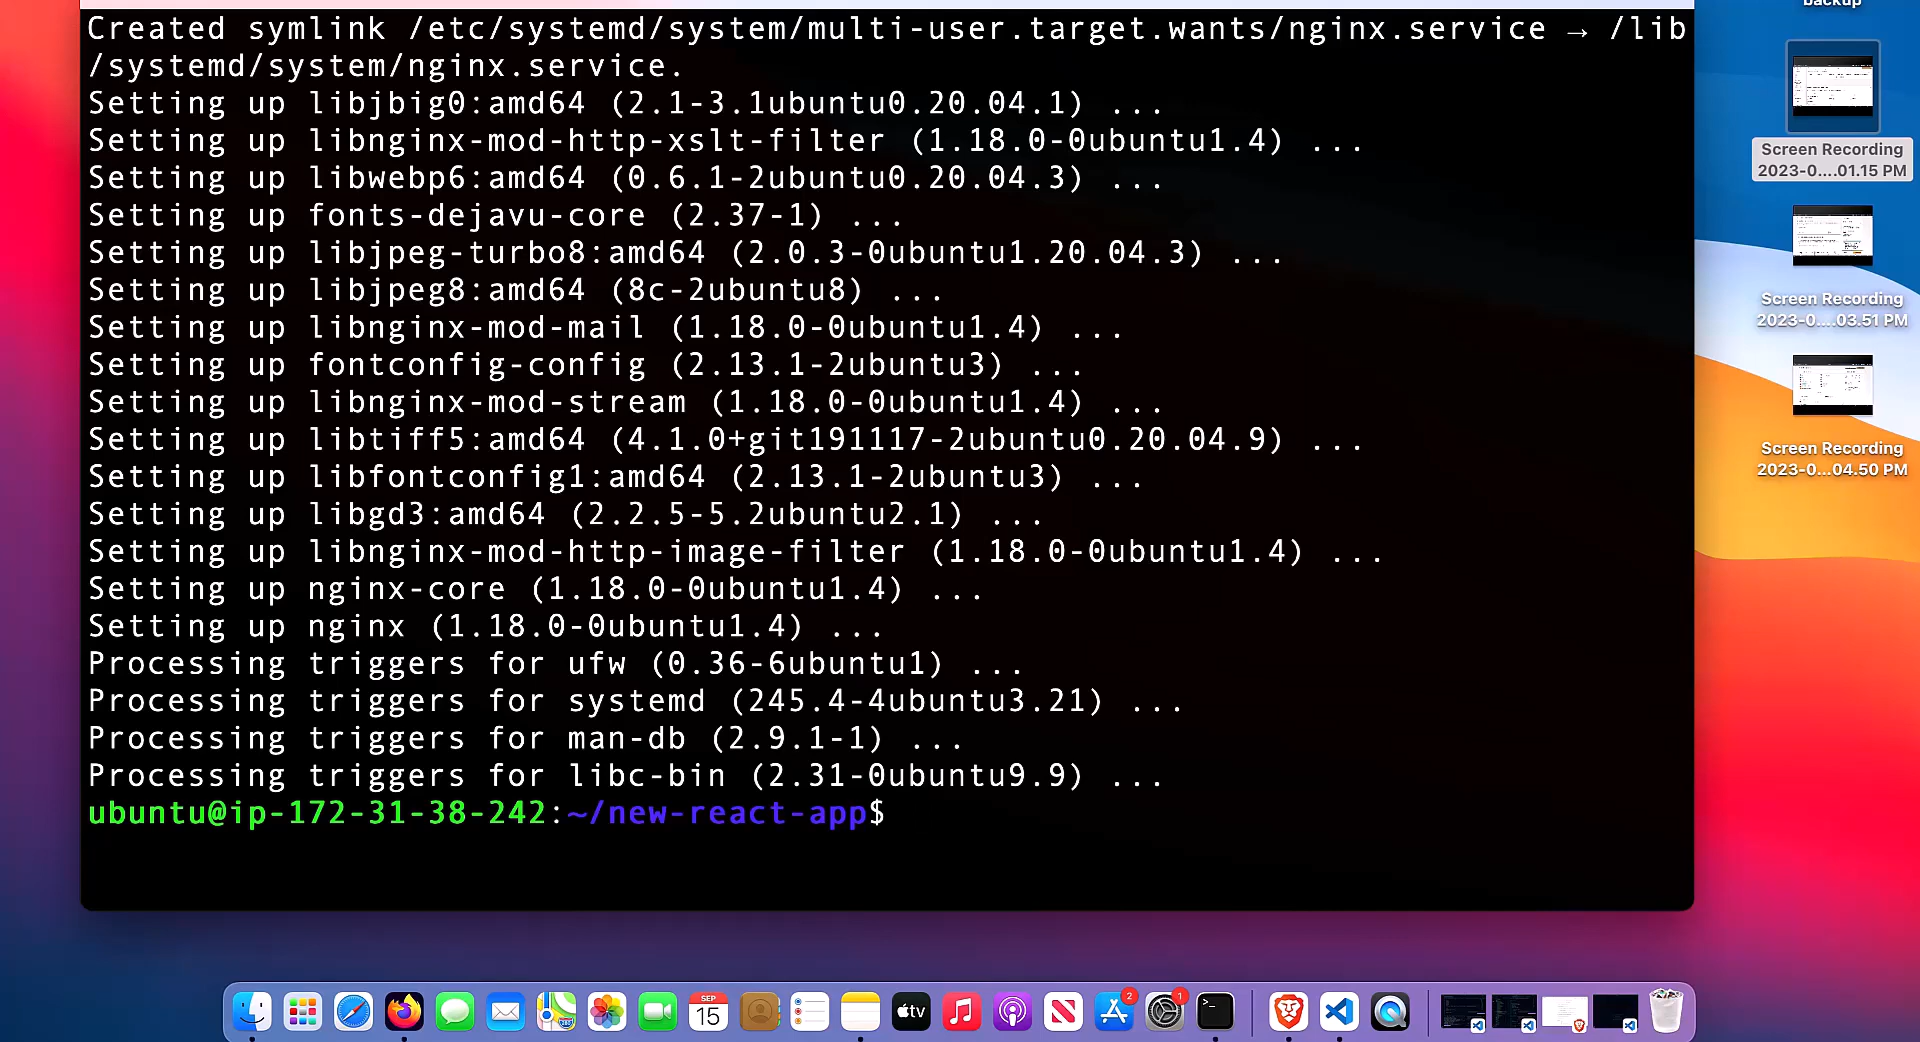 Created symlink /etc/systemd/system/multi-user.target.wants/nginx.service → /lib
/systemd/system/nginx.service.
Setting up libjbig0:amd64 (2.1-3.1ubuntu0.20.04.1) ...
Setting up libnginx-mod-http-xslt-filter (1.18.0-0ubuntu1.4) ...
Setting up libwebp6:amd64 (0.6.1-2ubuntu0.20.04.3) ...
Setting up fonts-dejavu-core (2.37-1) ...
Setting up libjpeg-turbo8:amd64 (2.0.3-0ubuntu1.20.04.3) ...
Setting up libjpeg8:amd64 (8c-2ubuntu8) ...
Setting up libnginx-mod-mail (1.18.0-0ubuntu1.4) ...
Setting up fontconfig-config (2.13.1-2ubuntu3) ...
Setting up libnginx-mod-stream (1.18.0-0ubuntu1.4) ...
Setting up libtiff5:amd64 (4.1.0+git191117-2ubuntu0.20.04.9) ...
Setting up libfontconfig1:amd64 (2.13.1-2ubuntu3) ...
Setting up libgd3:amd64 (2.2.5-5.2ubuntu2.1) ...
Setting up libnginx-mod-http-image-filter (1.18.0-0ubuntu1.4) ...
Setting up nginx-core (1.18.0-0ubuntu1.4) ...
Setting up nginx (1.18.0-0ubuntu1.4) ...
Processing triggers for ufw (0.36-6ubuntu1) ...
Processing triggers for systemd (245.4-4ubuntu3.21) ...
Processing triggers for man-db (2.9.1-1) ...
Processing triggers for libc-bin (2.31-0ubuntu9.9) ...
ubuntu@ip-172-31-38-242:~/new-react-app$
backup
Screen Recording
2023-0....01.15 PM
Screen Recording
2023-0....03.51 PM
Screen Recording
2023-0...04.50 PM
SEP
15
tv
2
1
>_